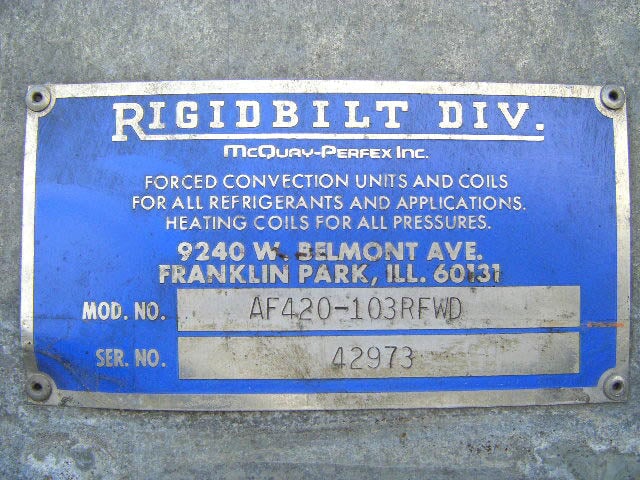 RIGIDBILT DIV.
McQUAY-PERFEX INC.
FORCED CONVECTION UNITS AND COILS
FOR ALL REFRIGERANTS AND APPLICATIONS.
HEATING COILS FOR ALL PRESSURES.
9240 W. BELMONT AVE.
FRANKLIN PARK, ILL. 60131
MOD. NO. AF420-103RFWD
SER. NO. 42973